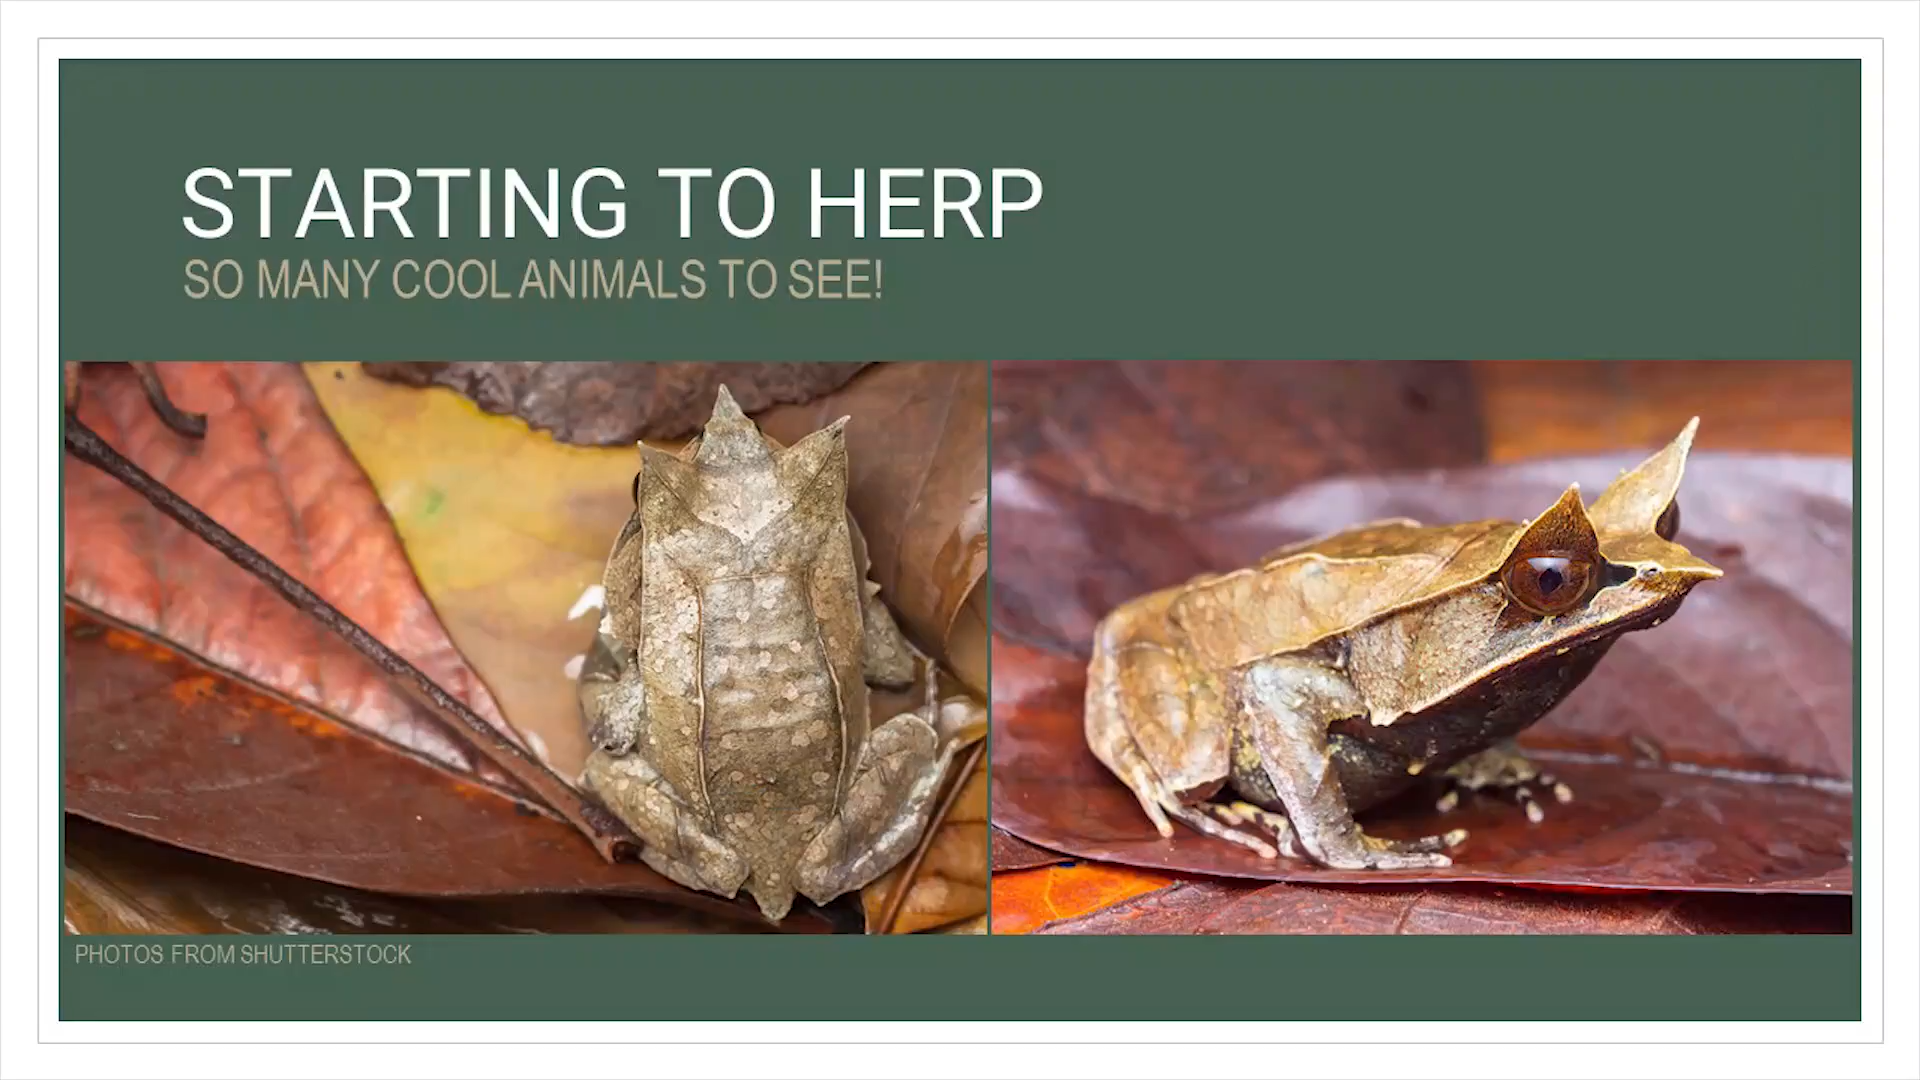 STARTING TO HERP
SO MANY COOL ANIMALS TO SEE!
PHOTOS FROM SHUTTERSTOCK